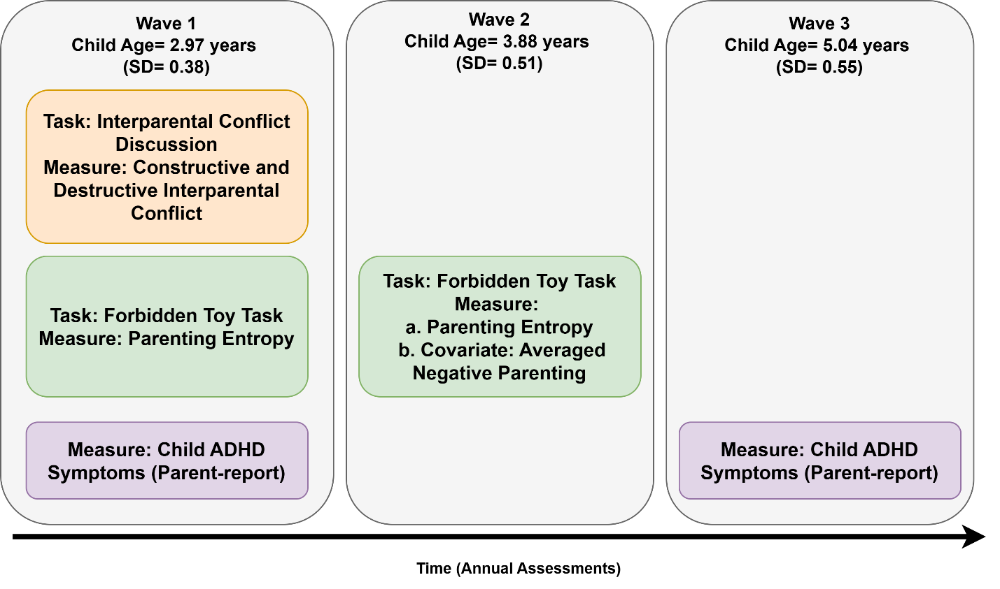 Wave 1
Child Age= 2.97 years
(SD= 0.38)
Task: Interparental Conflict
Discussion
Measure: Constructive and
Destructive Interparental
Conflict
Task: Forbidden Toy Task
Measure: Parenting Entropy
Measure: Child ADHD
Symptoms (Parent-report)
Wave 2
Child Age= 3.88 years
(SD= 0.51)
Task: Forbidden Toy Task
Measure:
a. Parenting Entropy
b. Covariate: Averaged
Negative Parenting
Wave 3
Child Age= 5.04 years
(SD= 0.55)
Measure: Child ADHD
Symptoms (Parent-report)
Time (Annual Assessments)